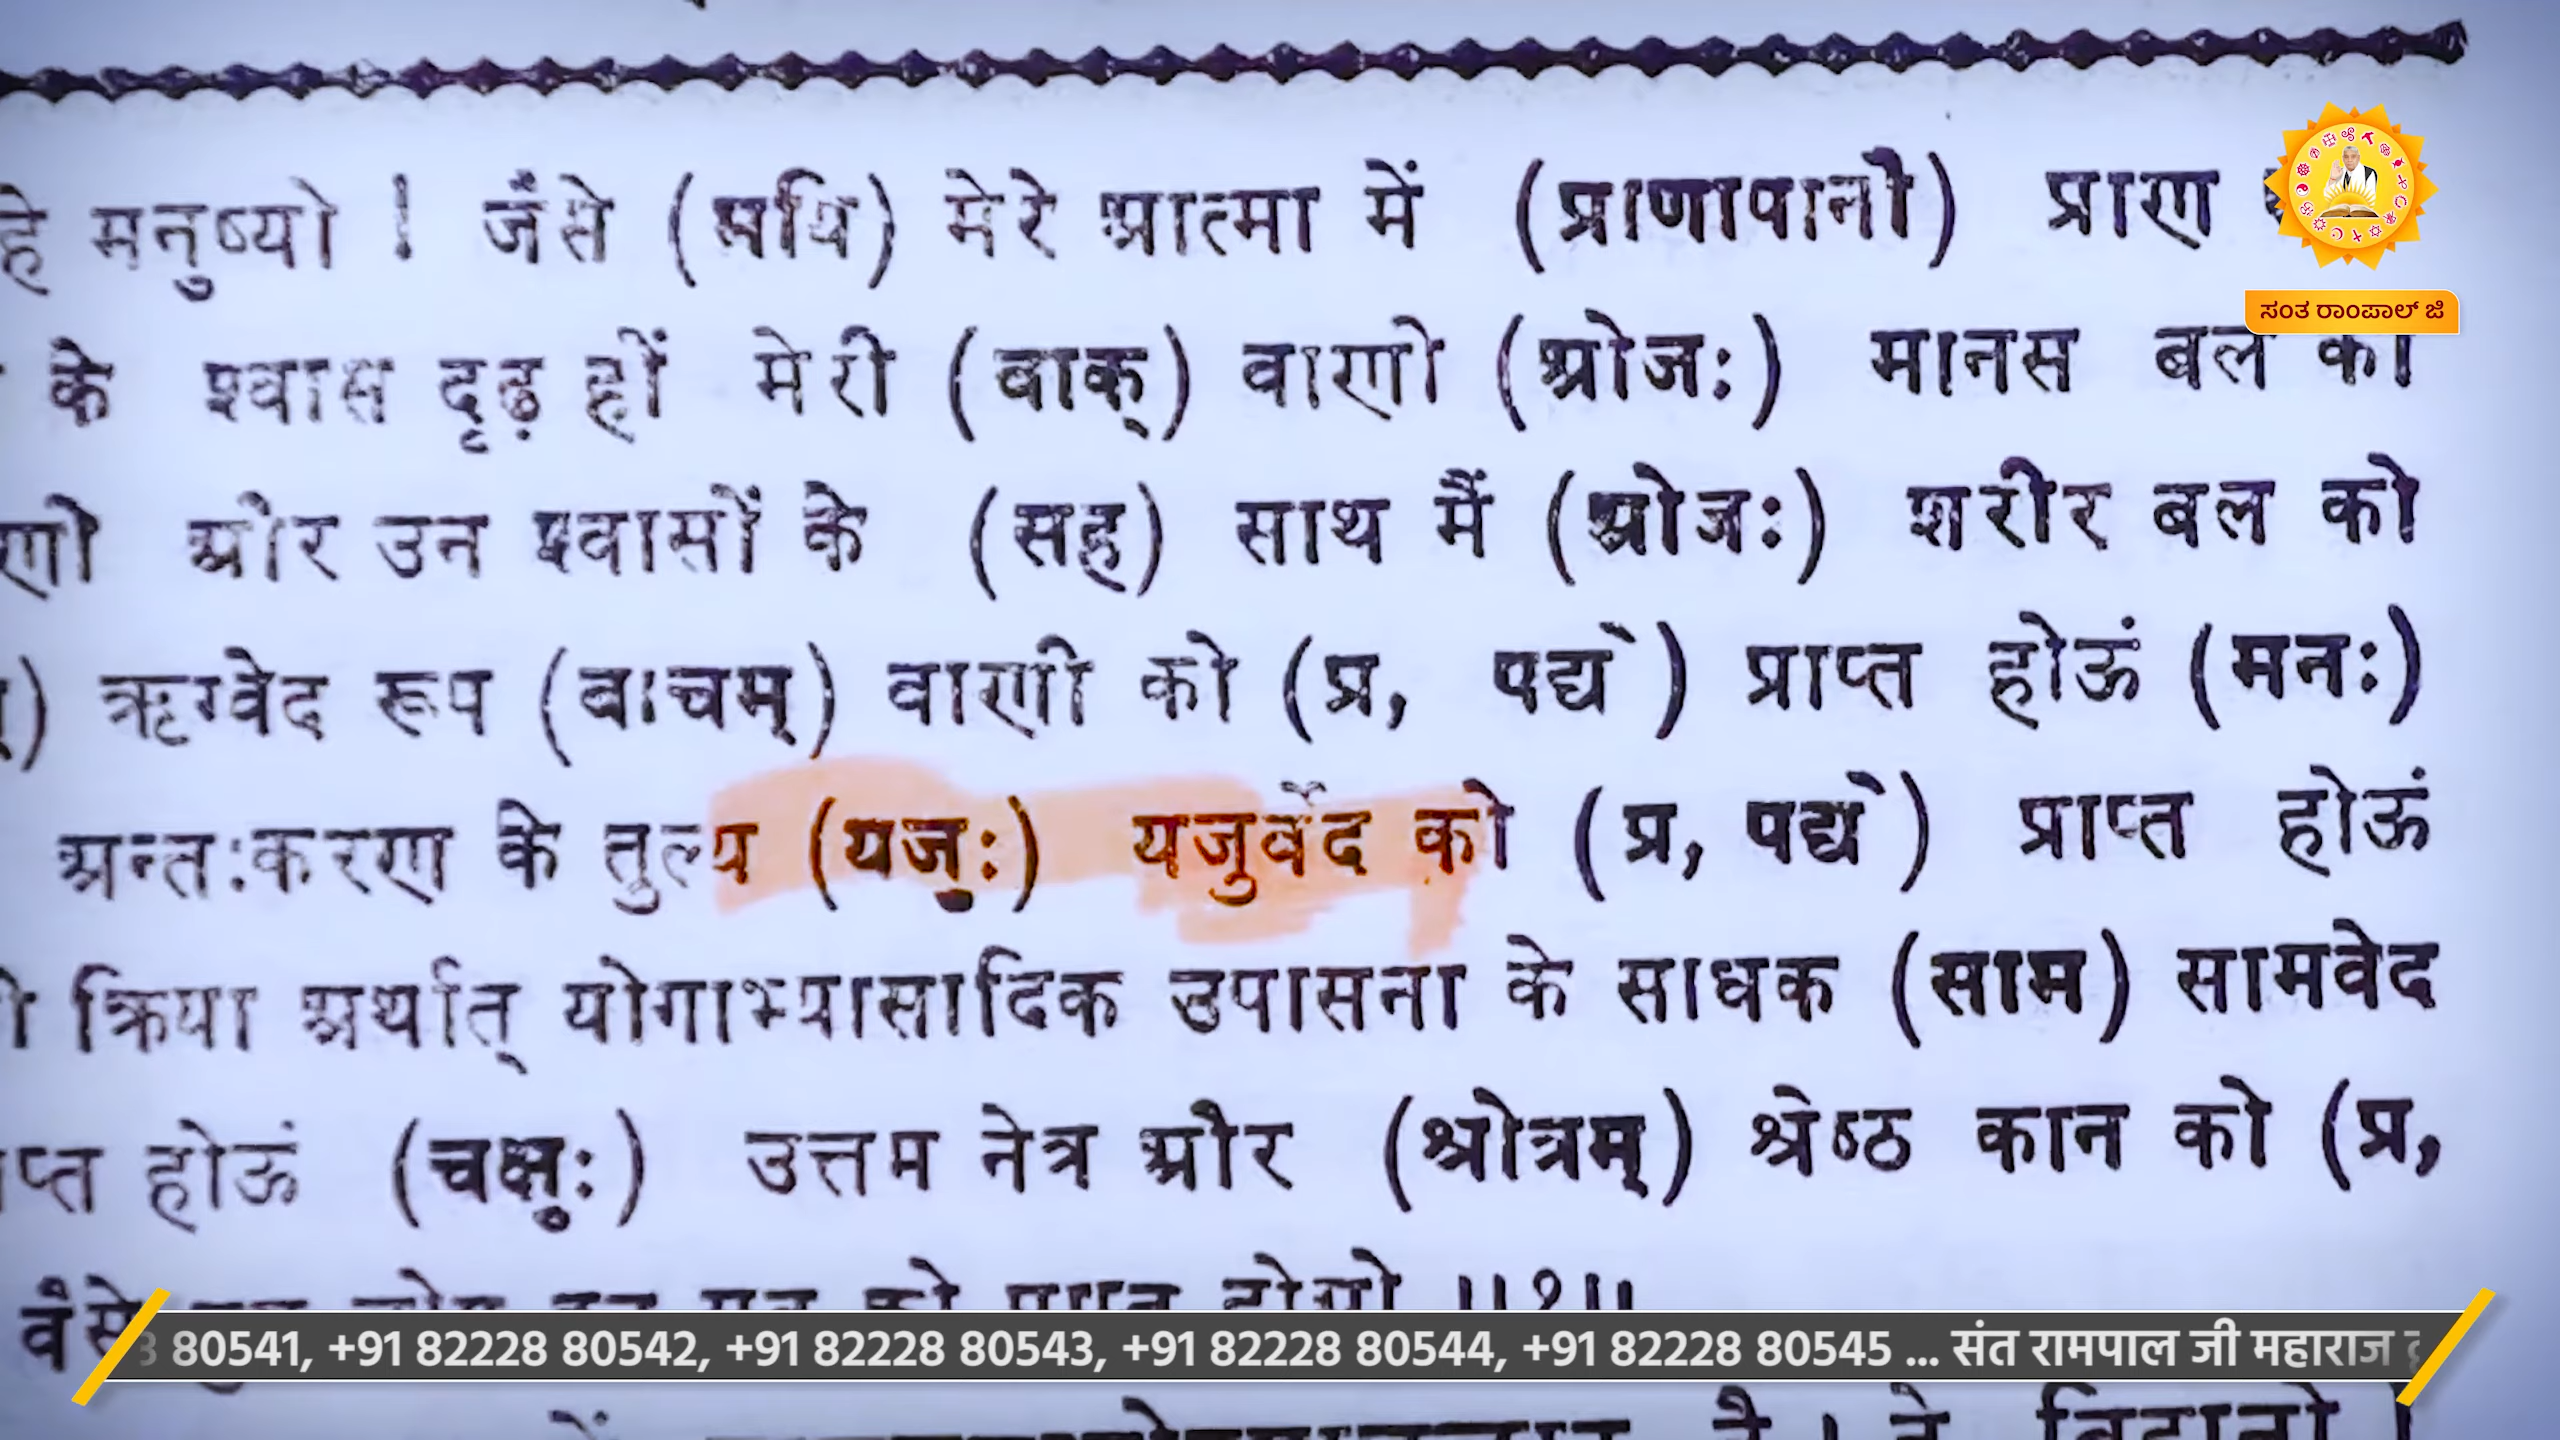 हे मनुष्यो ! जैसे (मयि) मेरे आत्मा में (प्राणापानौ) प्राण
के श्वास दृढ़ हों मेरी (वाक्) वाणी (ओजः) मानस बल को
णी और उन श्वासों के (सह) साथ मैं (ओजः) शरीर बल को
) ऋग्वेद रूप (वाचम्) वाणी को (प्र, पद्ये) प्राप्त होऊं (मनः)
अन्तःकरण के तुल्य (यजुः) यजुर्वेद को (प्र, पद्ये) प्राप्त होऊं
क्रिया अर्थात् योगाभ्यासादिक उपासना के साधक (साम) सामवेद
प्त होऊं (चक्षुः) उत्तम नेत्र और (श्रोत्रम्) श्रेष्ठ कान को (प्र,
वैसे ॥१॥
ಸಂತ ರಾಂಪಾಲ್ ಜಿ
80541, +91 82228 80542, +91 82228 80543, +91 82228 80544, +91 82228 80545 ... संत रामपाल जी महाराज